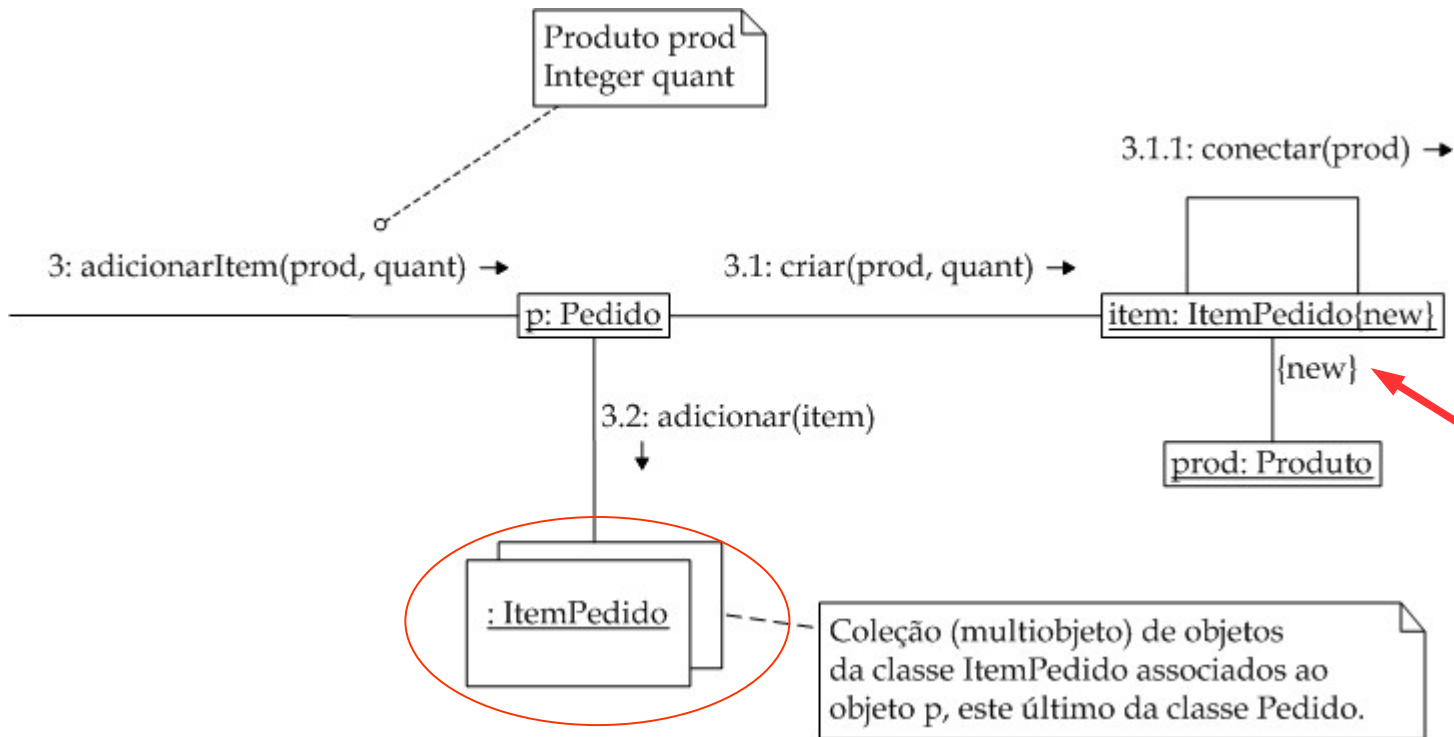 Produto prod
Integer quant
3.1.1: conectar(prod)
3: adicionarItem(prod, quant)
3.1: criar(prod, quant)
p: Pedido
item: ItemPedido{new}
{new}
3.2: adicionar(item)
prod: Produto
: ItemPedido
Coleção (multiobjeto) de objetos
da classe ItemPedido associados ao
objeto p, este último da classe Pedido.